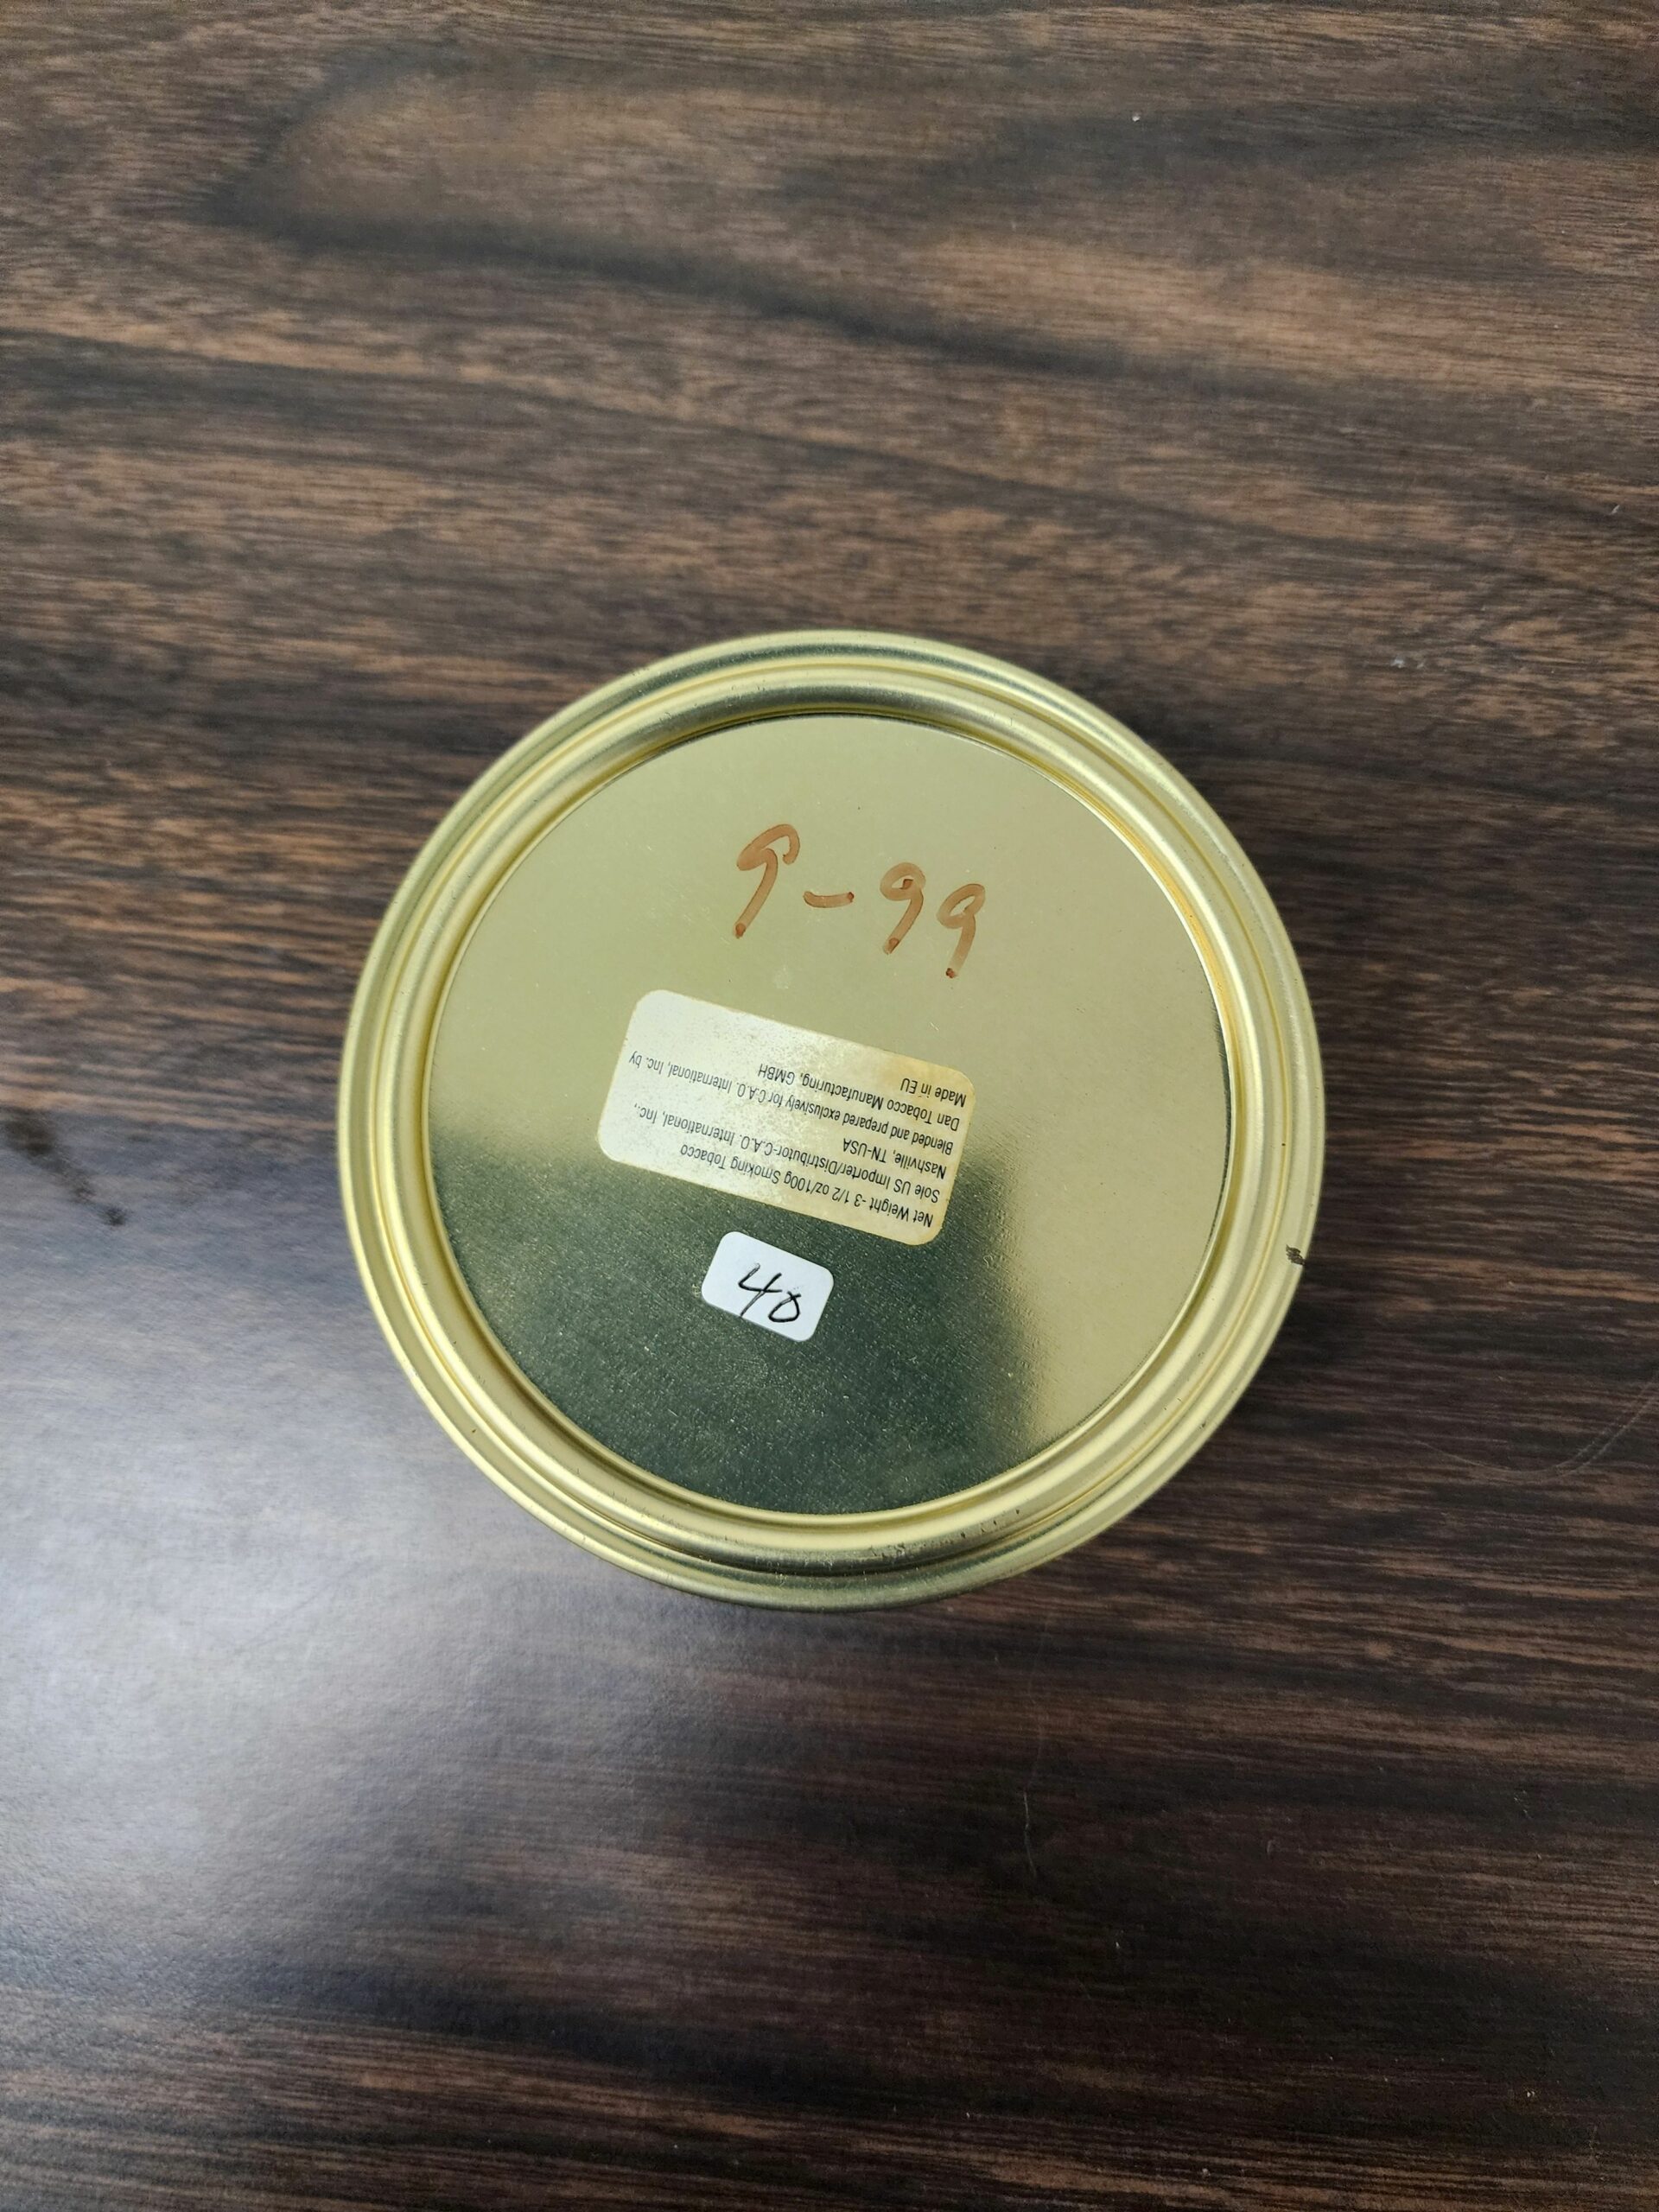 9-99
Net Weight -3 1/2 oz/100g Smoking Tobacco
Sole US Importer/Distributor-C.A.O. International, Inc.,
Nashville, TN-USA
Blended and prepared exclusively for C.A.O. International, Inc. by
Dan Tobacco Manufacturing, GMBH
Made in EU
40